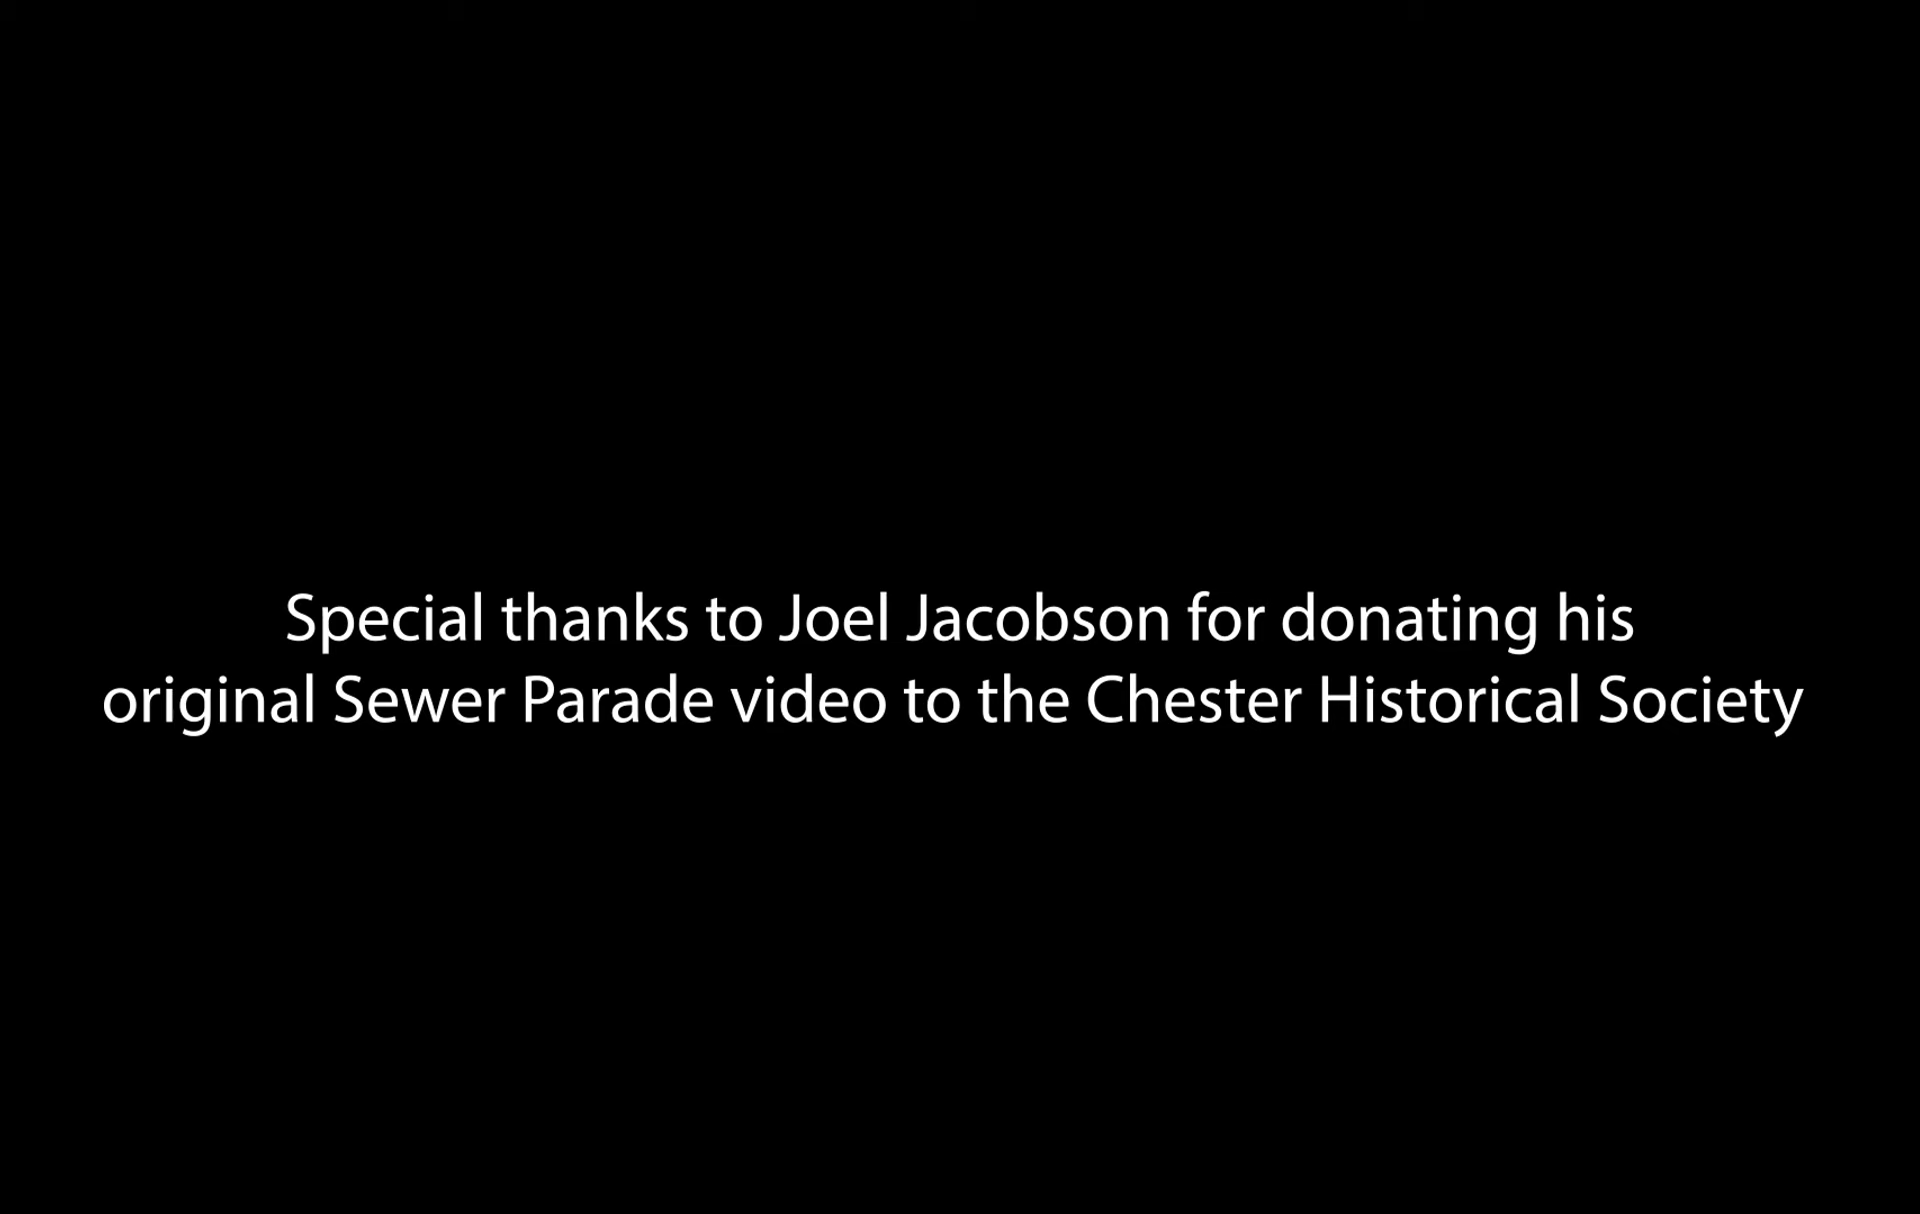 Special thanks to Joel Jacobson for donating his
original Sewer Parade video to the Chester Historical Society